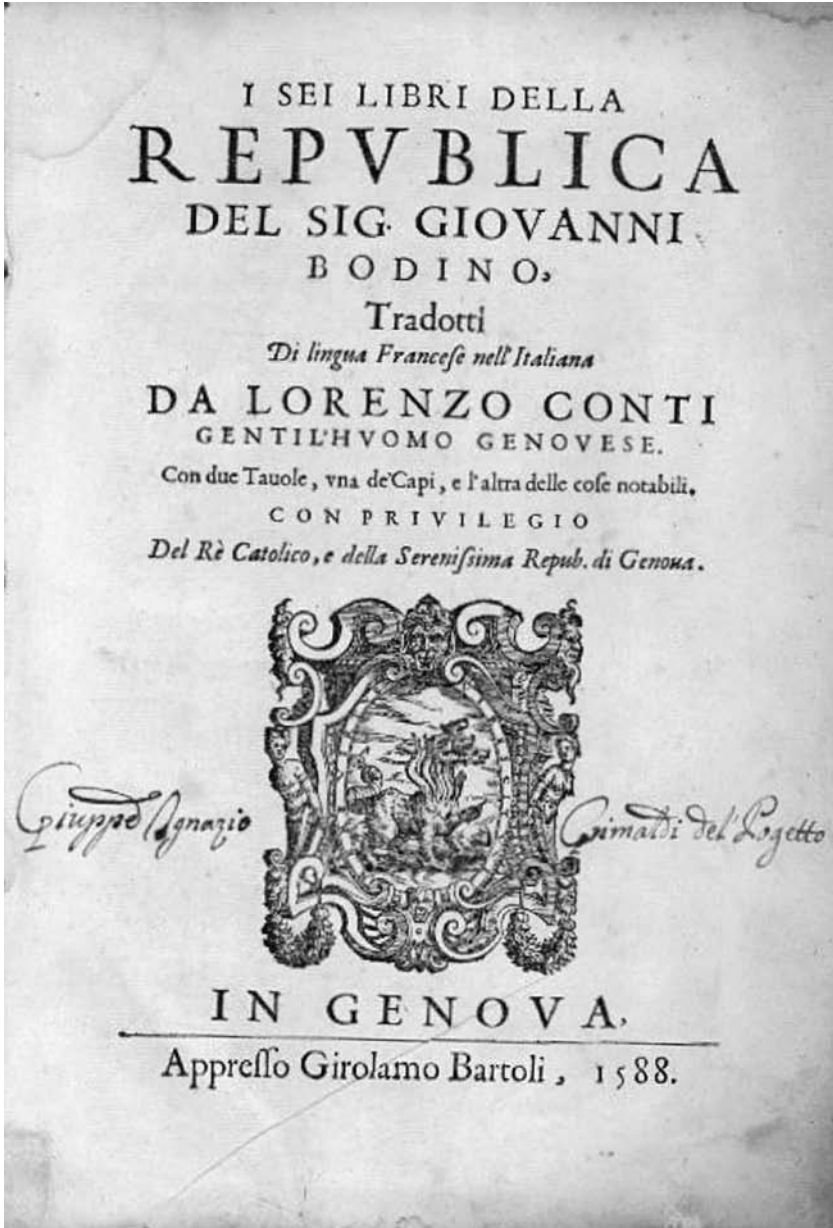 I SEI LIBRI DELLA
REPVBLICA
DEL SIG. GIOVANNI
BODINO,
Tradotti
Di lingua Franceſe nell'Italiana
DA LORENZO CONTI
GENTIL'HVOMO GENOVESE.
Con due Tauole, vna de'Capi, e l'altra delle coſe notabili.
CON PRIVILEGIO
Del Rè Catolico, e della Sereniſſima Repub. di Genoua.
Giuppe Ignazio Grimaldi del Pogetto
IN GENOVA,
Appreſſo Girolamo Bartoli, 1588.